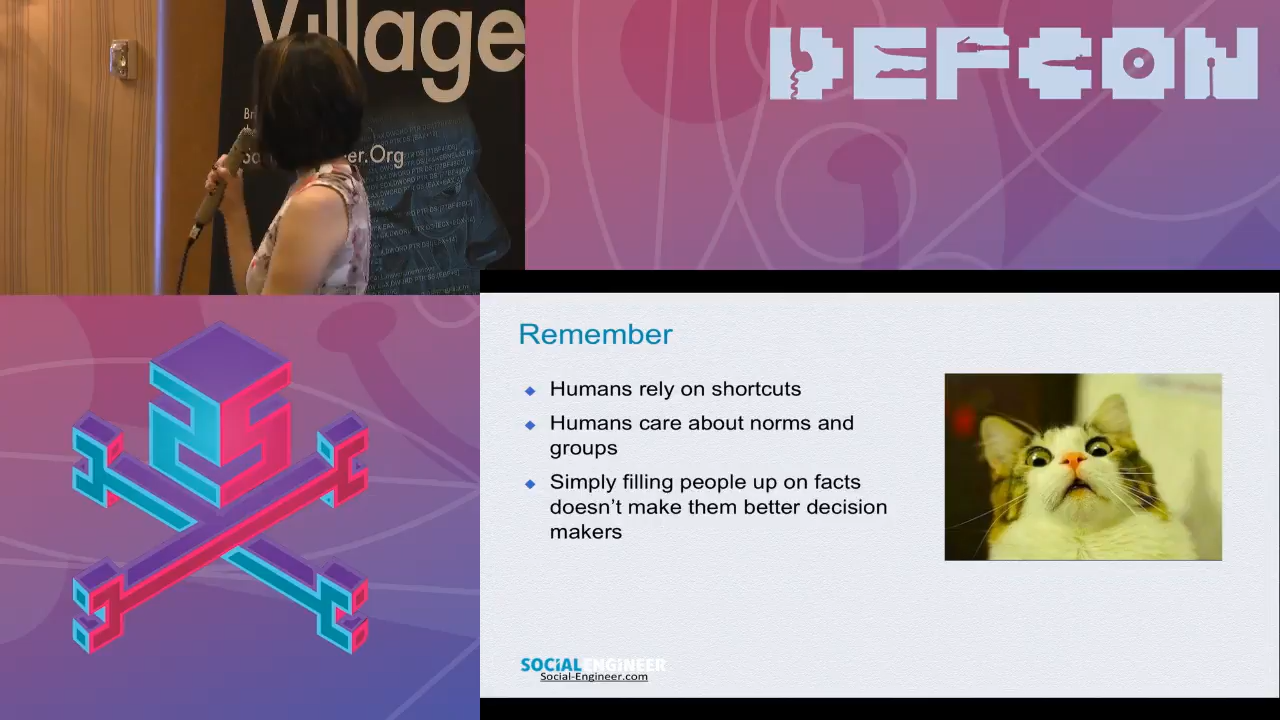 Village
er.Org
DEFCON
Remember
Humans rely on shortcuts
Humans care about norms and
groups
Simply filling people up on facts
doesn't make them better decision
makers
SOCIAL ENGINEER
Social-Engineer.com